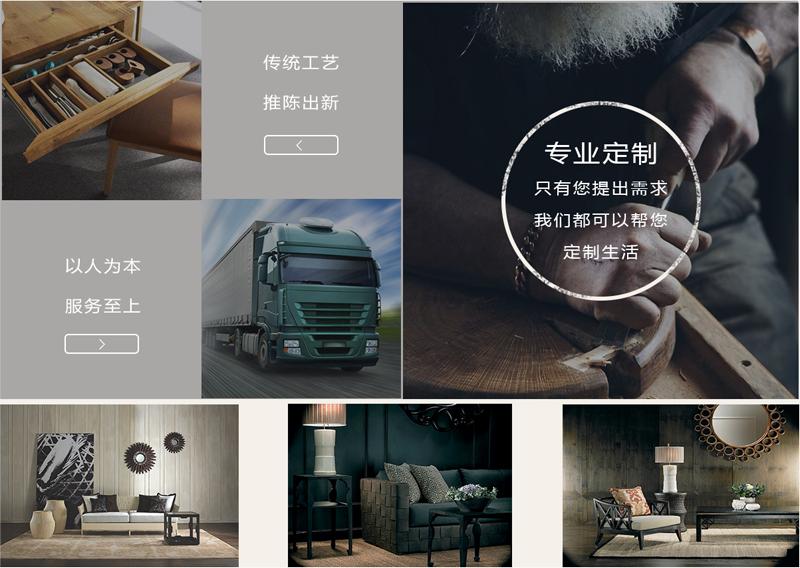 传统工艺
推陈出新
以人为本
服务至上
专业定制
只有您提出需求
我们都可以帮您
定制生活